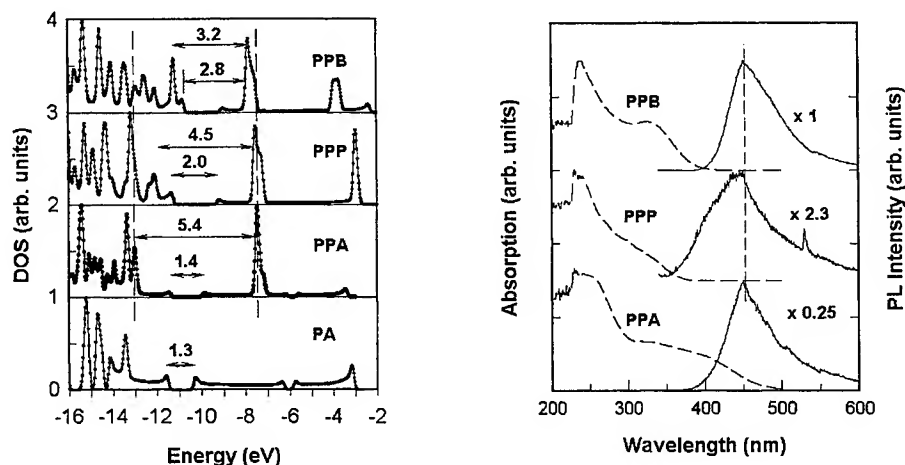 4
3
2
1
0
DOS (arb. units)
3.2
2.8
PPB
4.5
2.0
PPP
5.4
1.4
PPA
1.3
PA
-16 -14 -12 -10 -8 -6 -4 -2
Energy (eV)
Absorption (arb. units)
PPB
x 1
PPP
x 2.3
PPA
x 0.25
200 300 400 500 600
Wavelength (nm)
PL Intensity (arb. units)